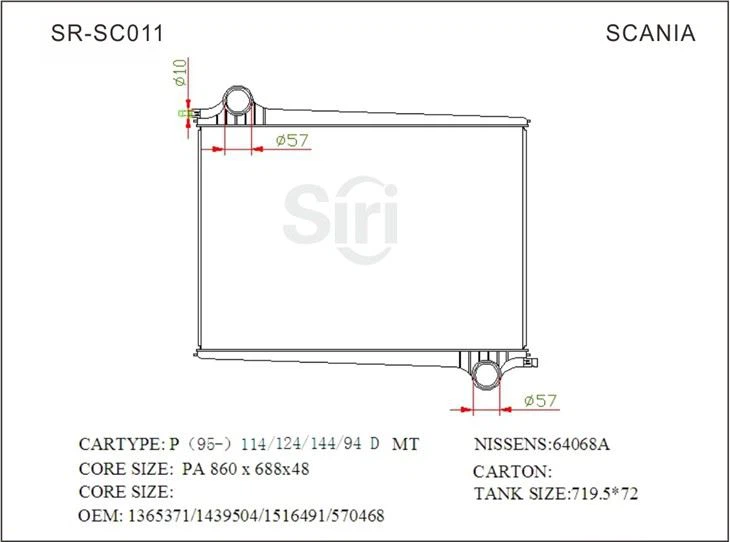 SR-SC011 SCANIA
ø10
ø57
Siri
ø57
CARTYPE: P (95-) 114/124/144/94 D MT NISSENS:64068A
CORE SIZE: PA 860 x 688x48 CARTON:
CORE SIZE: TANK SIZE:719.5*72
OEM: 1365371/1439504/1516491/570468